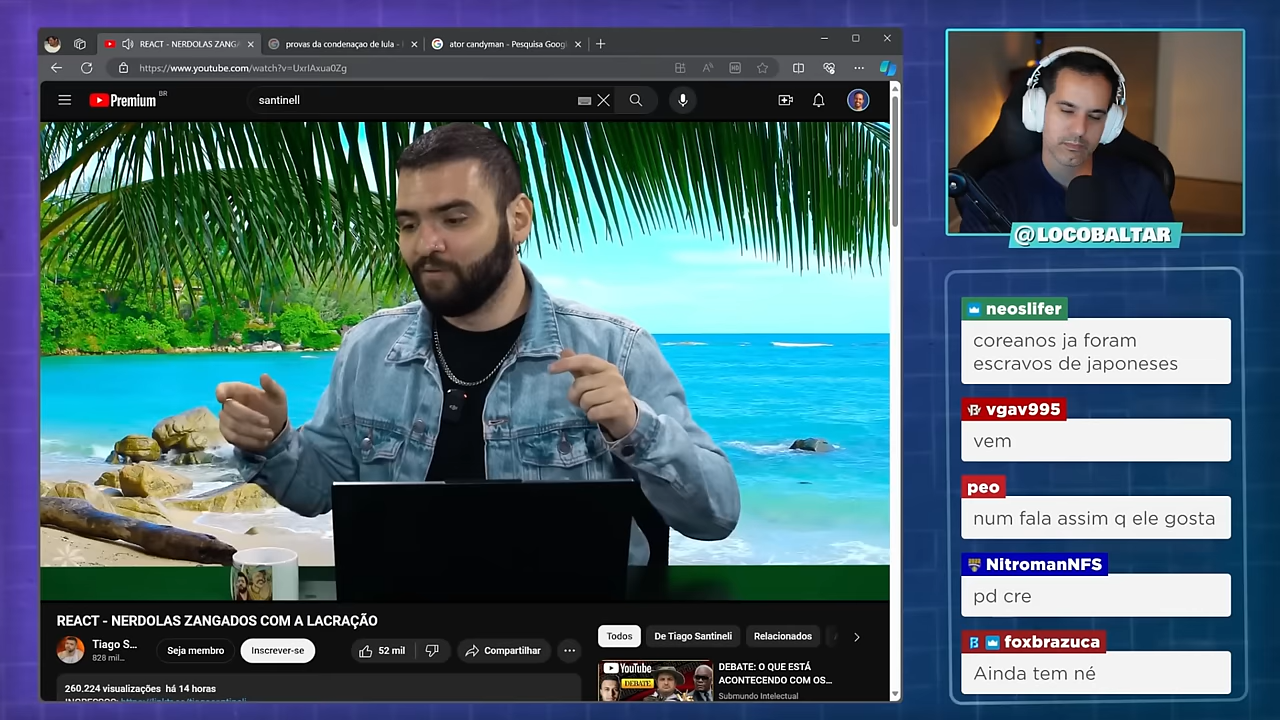 REACT - NERDOLAS ZANGA
provas da condenaçao de lula -
ator candyman - Pesquisa Goog
https://www.youtube.com/watch?v=UxrlAxua0Zg
Premium BR
santinell
REACT - NERDOLAS ZANGADOS COM A LACRAÇÃO
Tiago S...
828 mil...
Seja membro
Inscrever-se
52 mil
Compartilhar
Todos
De Tiago Santineli
Relacionados
260.224 visualizações há 14 horas
YouTube
DEBATE
DEBATE: O QUE ESTÁ
ACONTECENDO COM OS...
Submundo Intelectual
@LOCOBALTAR
neoslifer
coreanos ja foram
escravos de japoneses
vgav995
vem
peo
num fala assim q ele gosta
NitromanNFS
pd cre
foxbrazuca
Ainda tem né